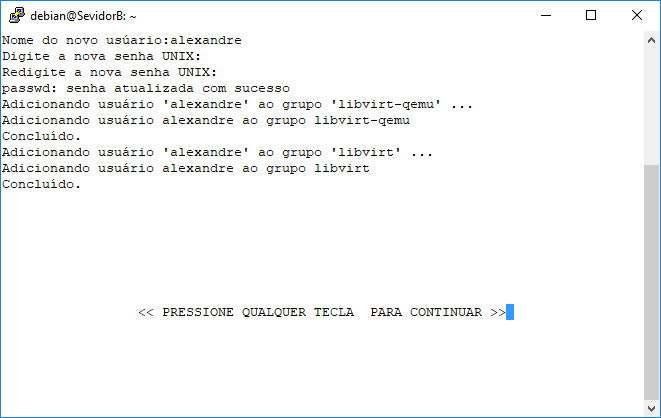 debian@SevidorB: ~
Nome do novo usúario:alexandre
Digite a nova senha UNIX:
Redigite a nova senha UNIX:
passwd: senha atualizada com sucesso
Adicionando usuário 'alexandre' ao grupo 'libvirt-qemu' ...
Adicionando usuário alexandre ao grupo libvirt-qemu
Concluído.
Adicionando usuário 'alexandre' ao grupo 'libvirt' ...
Adicionando usuário alexandre ao grupo libvirt
Concluído.
<< PRESSIONE QUALQUER TECLA  PARA CONTINUAR >>